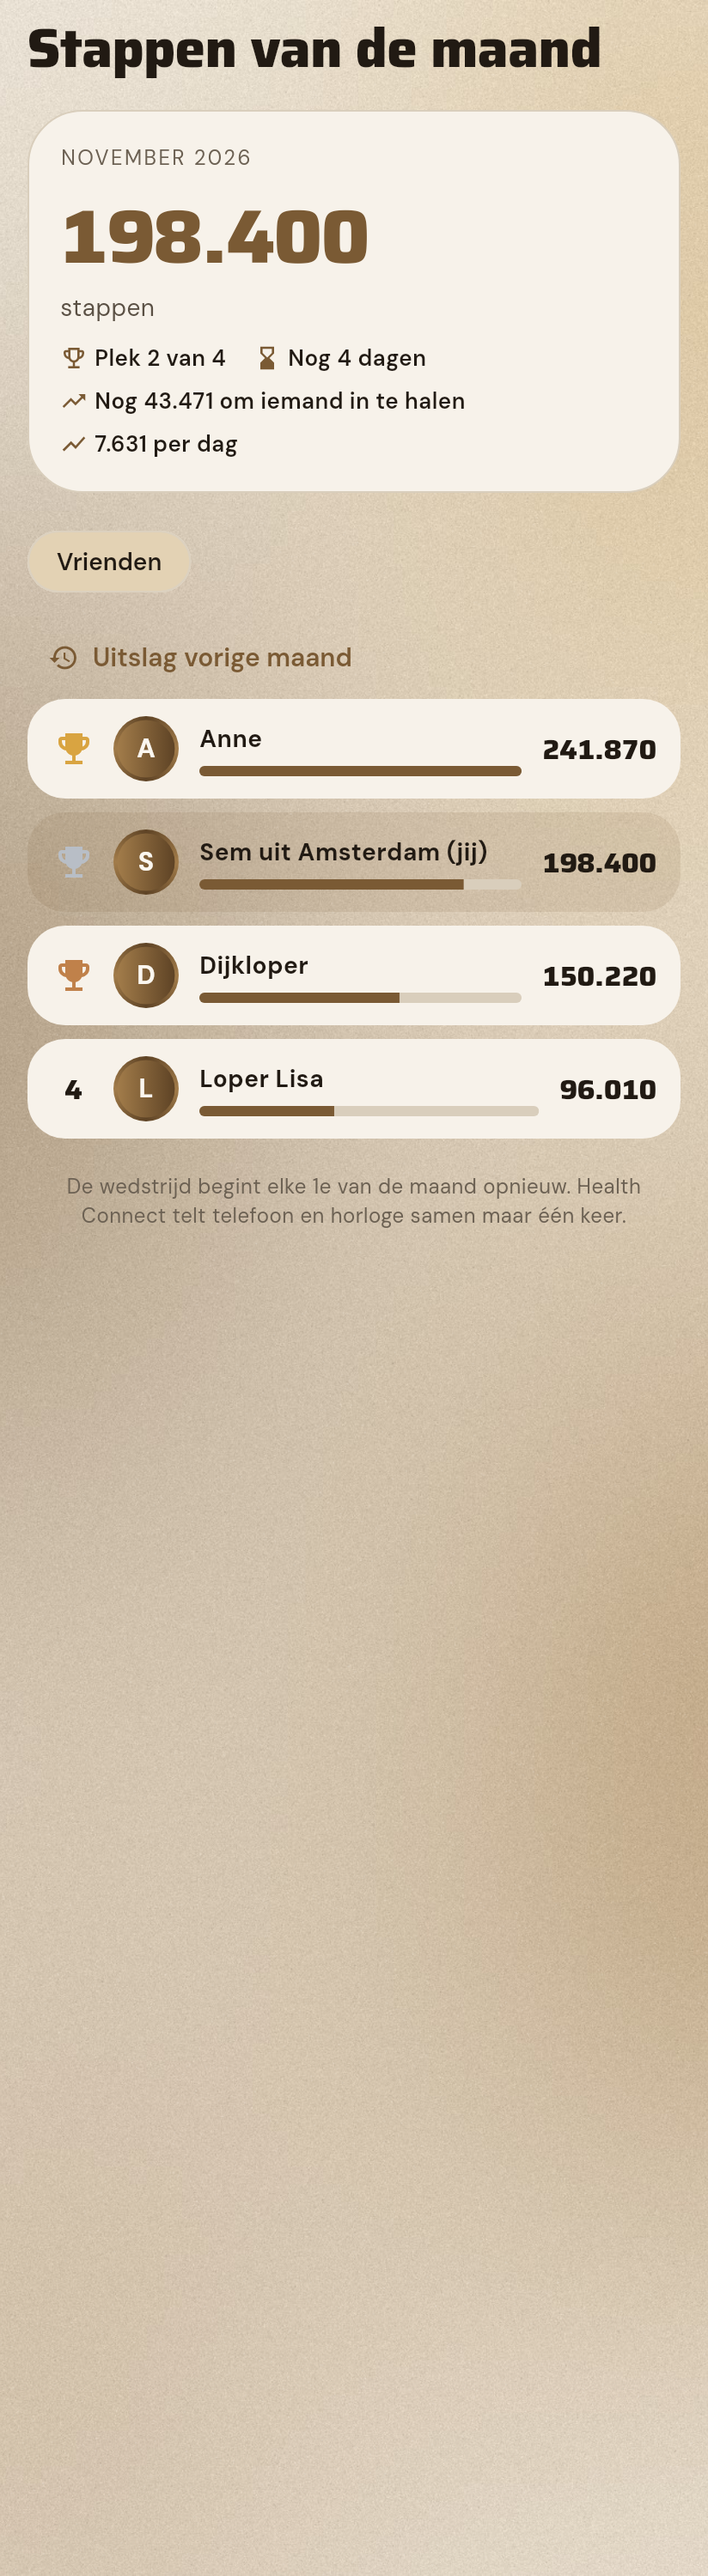 Stappen van de maand
NOVEMBER 2026
198.400
stappen
Plek 2 van 4
Nog 4 dagen
Nog 43.471 om iemand in te halen
7.631 per dag
Vrienden
Uitslag vorige maand
A
Anne
241.870
S
Sem uit Amsterdam (jij)
198.400
D
Dijkloper
150.220
4
L
Loper Lisa
96.010
De wedstrijd begint elke 1e van de maand opnieuw. Health
Connect telt telefoon en horloge samen maar één keer.